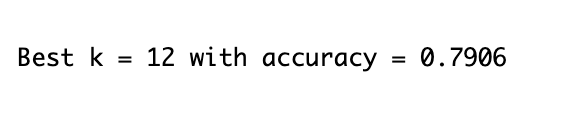 Best k = 12 with accuracy = 0.7906